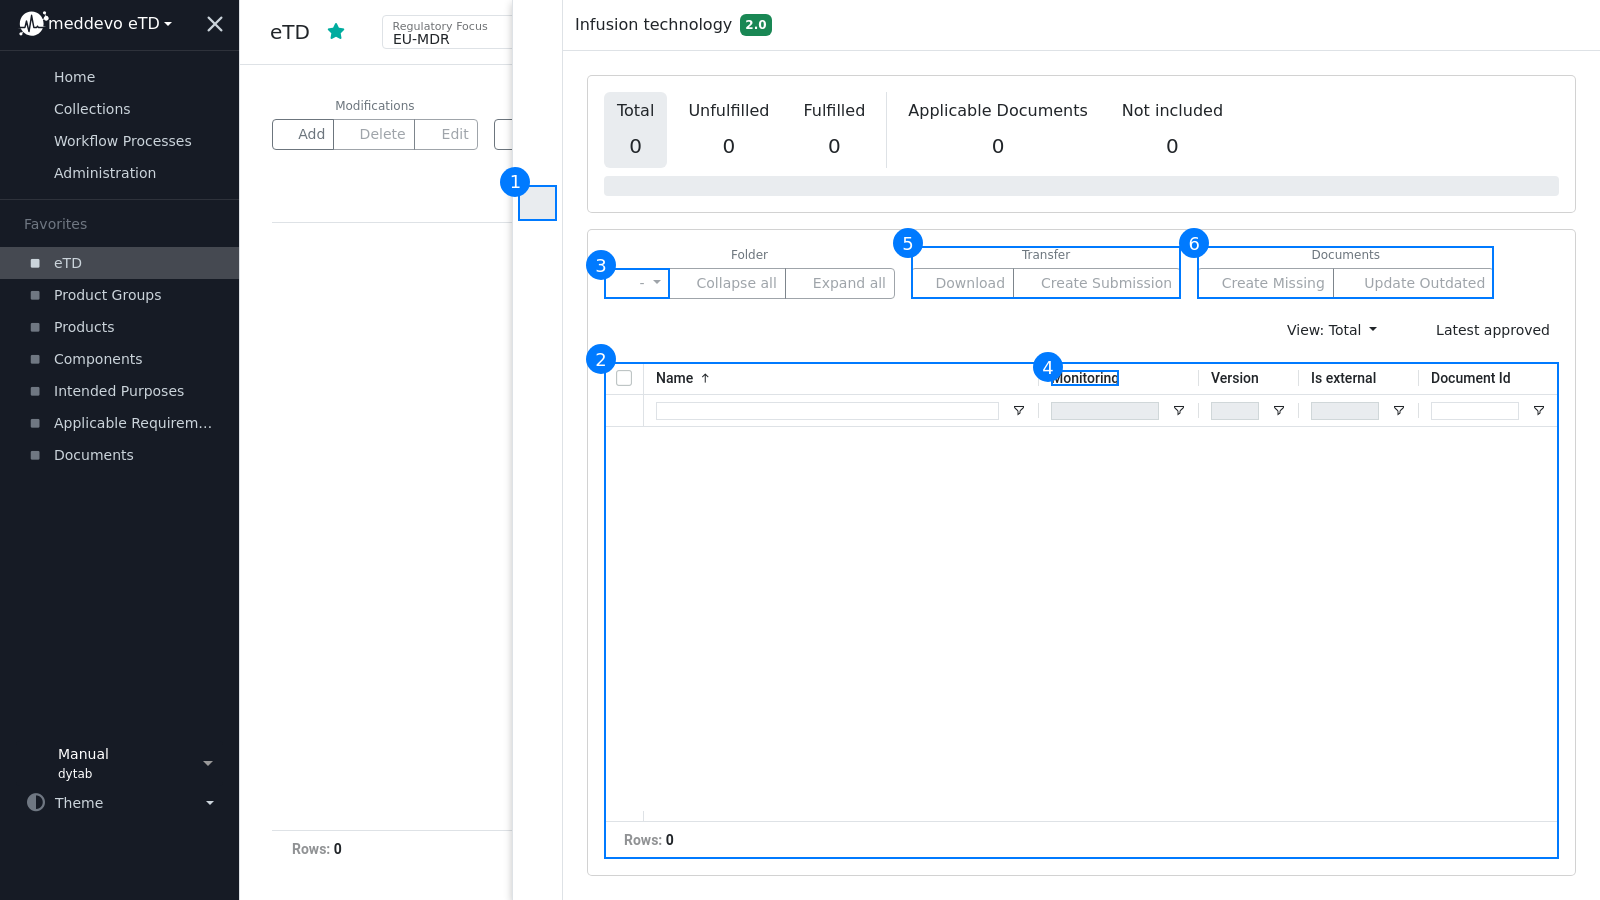 meddevo eTD
Home
Collections
Workflow Processes
Administration
Favorites
eTD
Product Groups
Products
Components
Intended Purposes
Applicable Requirem...
Documents
Manual
dytab
Theme
eTD
Regulatory Focus
EU-MDR
Modifications
Add Delete Edit
Rows: 0
1
Infusion technology 2.0
Total Unfulfilled Fulfilled Applicable Documents Not included
0 0 0 0 0
3 5 6
Folder Transfer Documents
- Collapse all Expand all Download Create Submission Create Missing Update Outdated
View: Total Latest approved
2 4
Name Monitoring Version Is external Document Id
Rows: 0